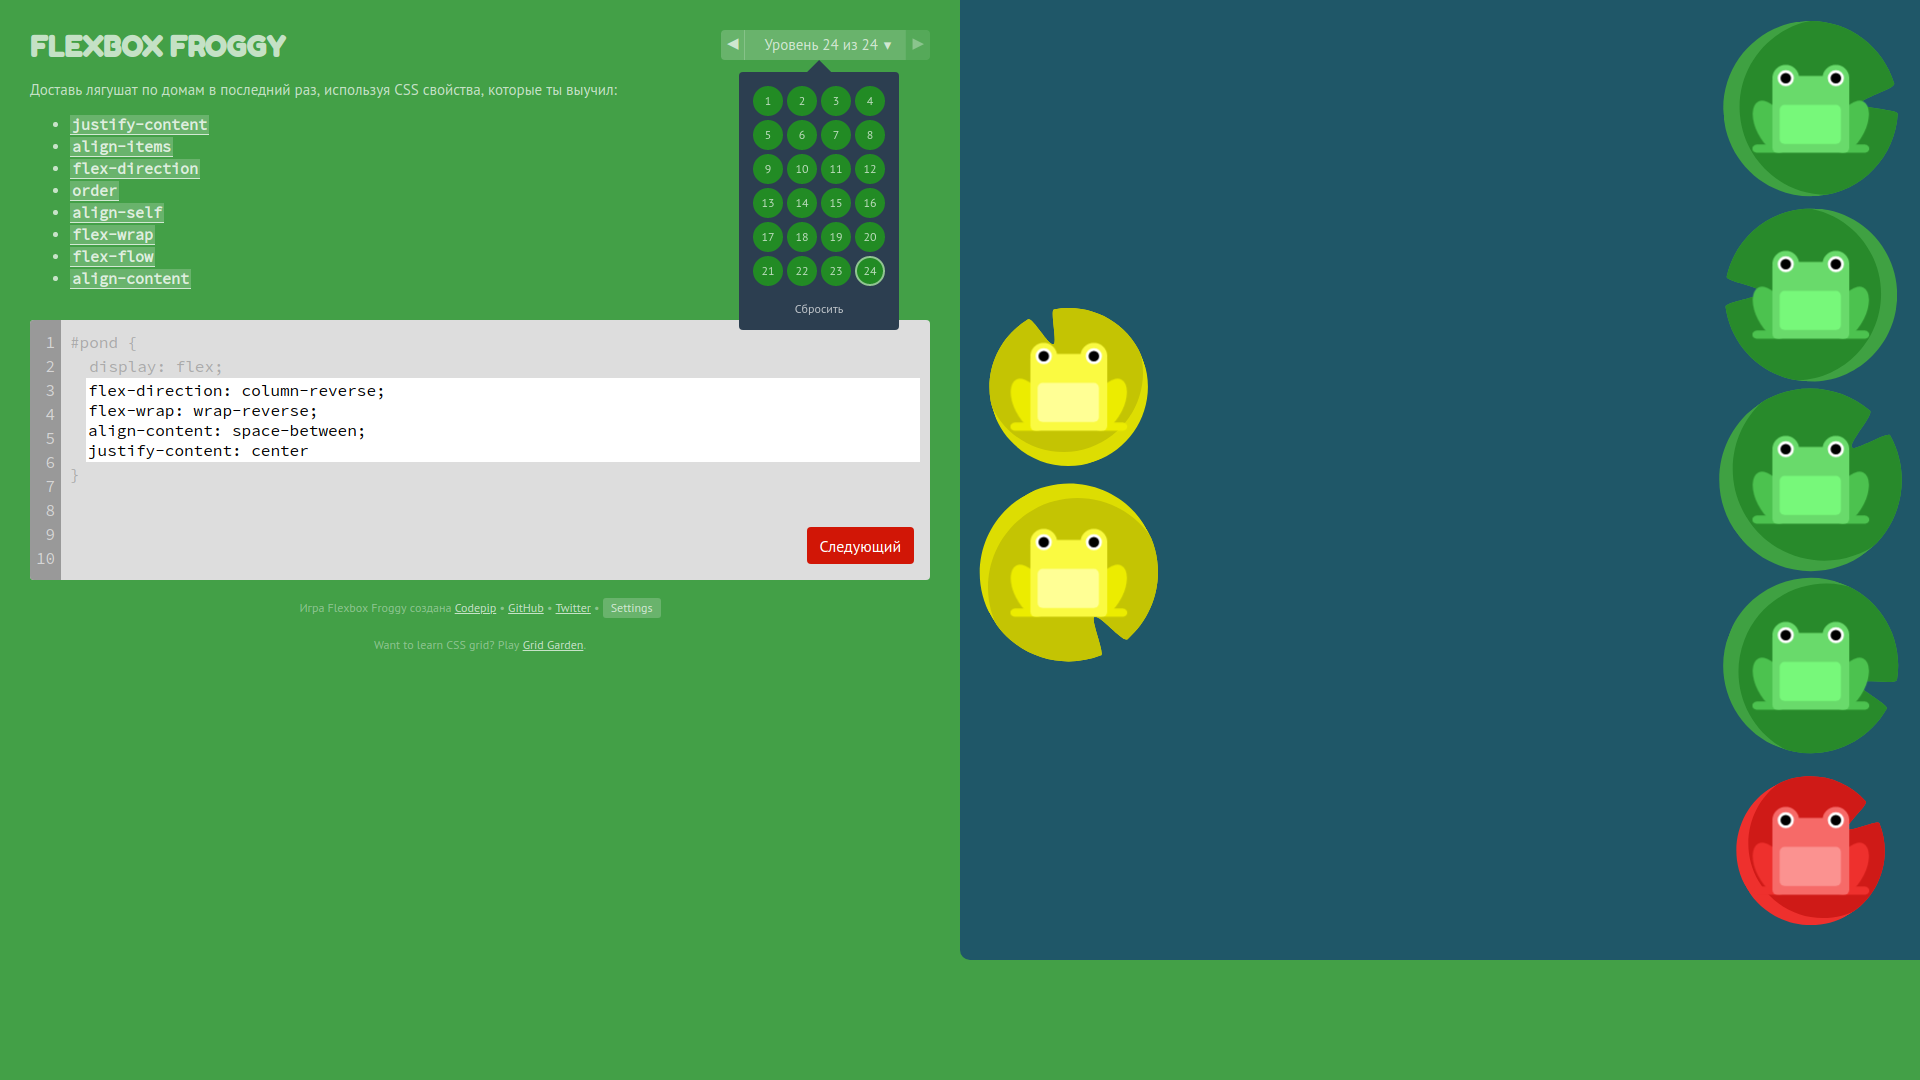 FLEXBOX FROGGY
◀ Уровень 24 из 24 ▼ ▶
Доставь лягушат по домам в последний раз, используя CSS свойства, которые ты выучил:
• justify-content
• align-items
• flex-direction
• order
• align-self
• flex-wrap
• flex-flow
• align-content
1 2 3 4
5 6 7 8
9 10 11 12
13 14 15 16
17 18 19 20
21 22 23 24
Сбросить
1 #pond {
2 display: flex;
3 flex-direction: column-reverse;
4 flex-wrap: wrap-reverse;
5 align-content: space-between;
6 justify-content: center
7 }
8
9
10
Следующий
Игра Flexbox Froggy создана Codepip • GitHub • Twitter • Settings
Want to learn CSS grid? Play Grid Garden.